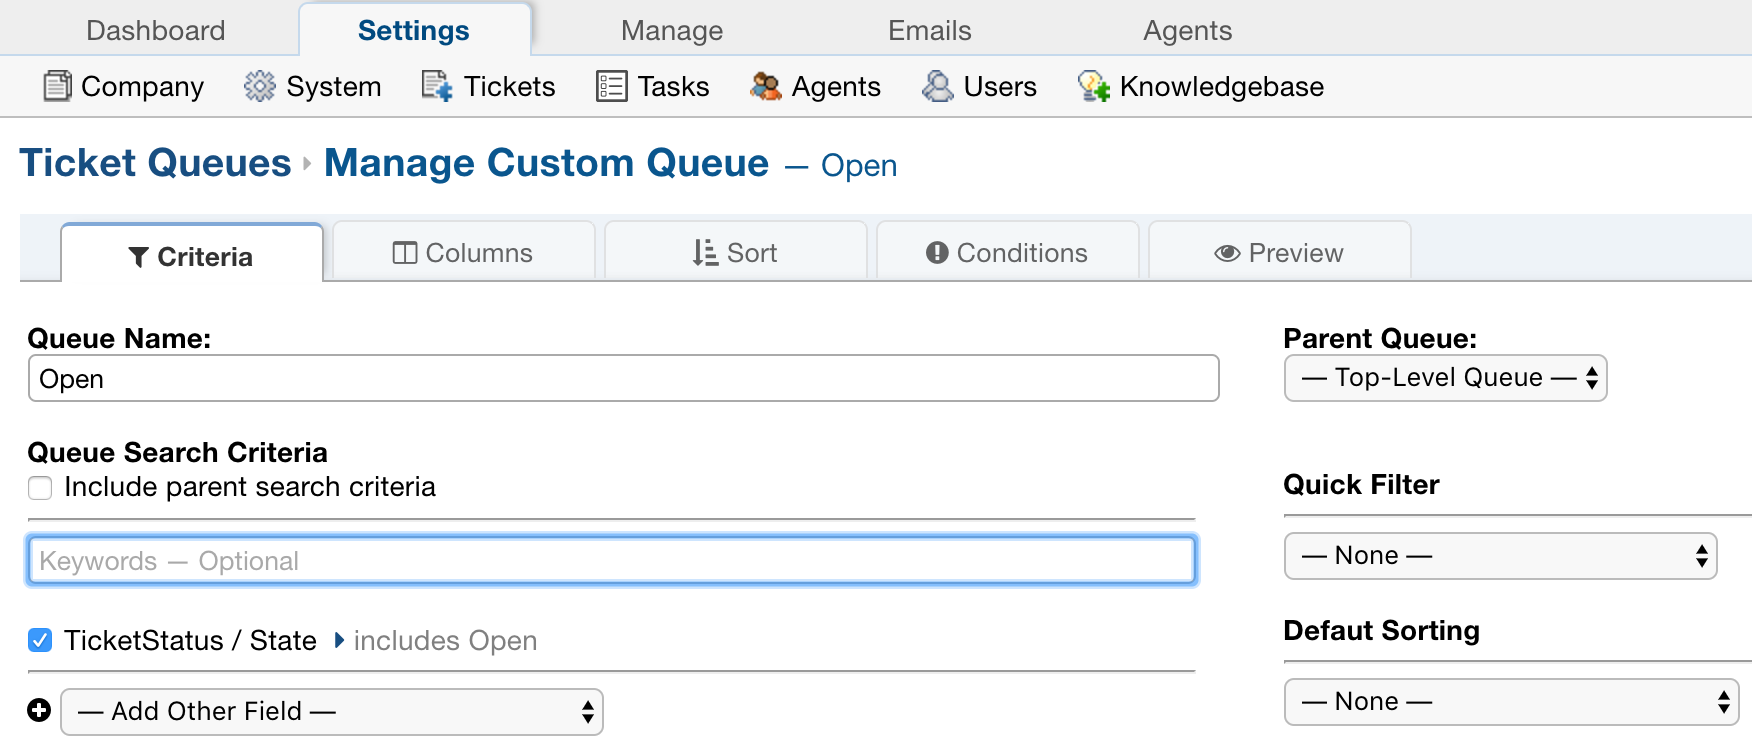 Dashboard Settings Manage Emails Agents
Company System Tickets Tasks Agents Users Knowledgebase
Ticket Queues Manage Custom Queue — Open
Criteria Columns Sort Conditions Preview
Queue Name:
Open
Parent Queue:
— Top-Level Queue —
Queue Search Criteria
Include parent search criteria
Keywords — Optional
TicketStatus / State includes Open
— Add Other Field —
Quick Filter
— None —
Defaut Sorting
— None —